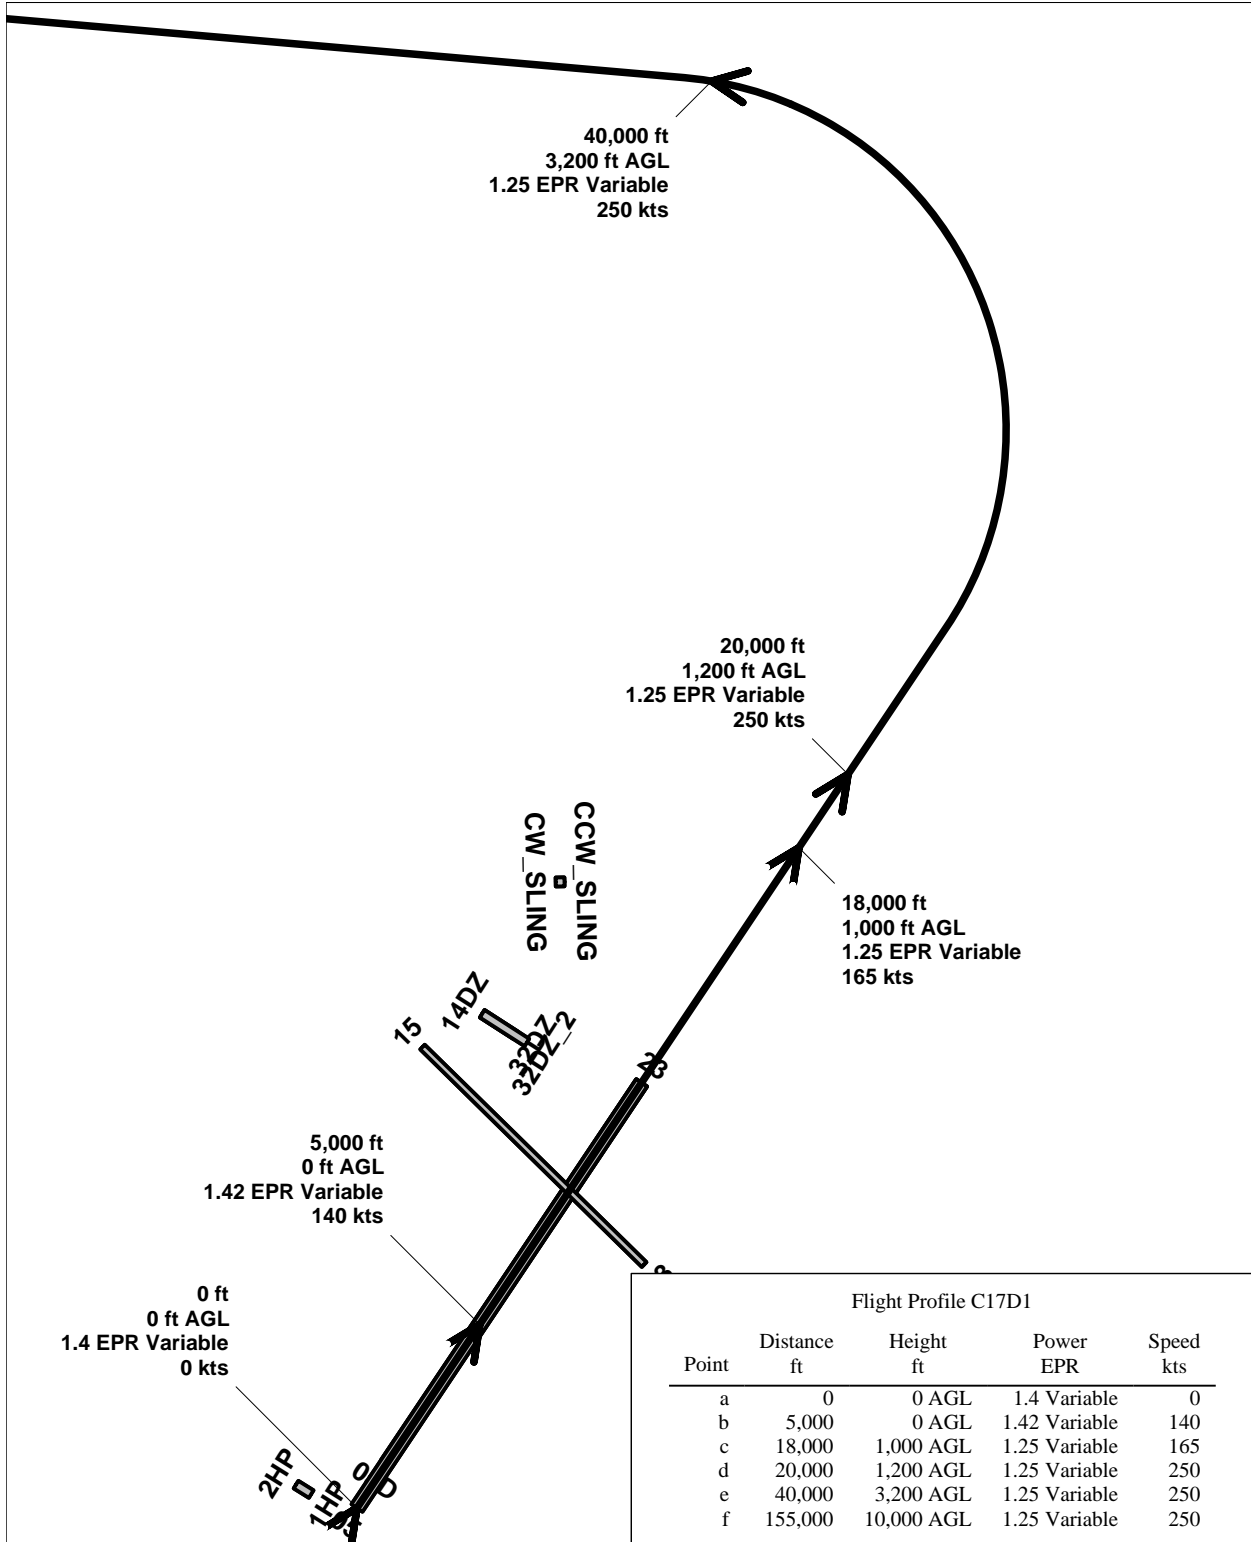 40,000 ft
3,200 ft AGL
1.25 EPR Variable
250 kts
20,000 ft
1,200 ft AGL
1.25 EPR Variable
250 kts
CW_SLING
CCW_SLING
18,000 ft
1,000 ft AGL
1.25 EPR Variable
165 kts
14DZ
32DZ
32DZ_2
15
23
5,000 ft
0 ft AGL
1.42 EPR Variable
140 kts
0 ft
0 ft AGL
1.4 EPR Variable
0 kts
2HP
1HP
Flight Profile C17D1
Distance Height Power Speed
Point ft ft EPR kts
a 0 0 AGL 1.4 Variable 0
b 5,000 0 AGL 1.42 Variable 140
c 18,000 1,000 AGL 1.25 Variable 165
d 20,000 1,200 AGL 1.25 Variable 250
e 40,000 3,200 AGL 1.25 Variable 250
f 155,000 10,000 AGL 1.25 Variable 250